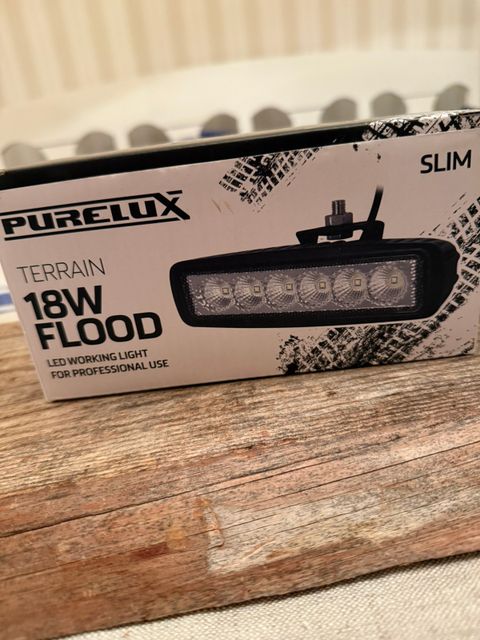 SLIM
PURELUX
TERRAIN
18W
FLOOD
LED WORKING LIGHT
FOR PROFESSIONAL USE